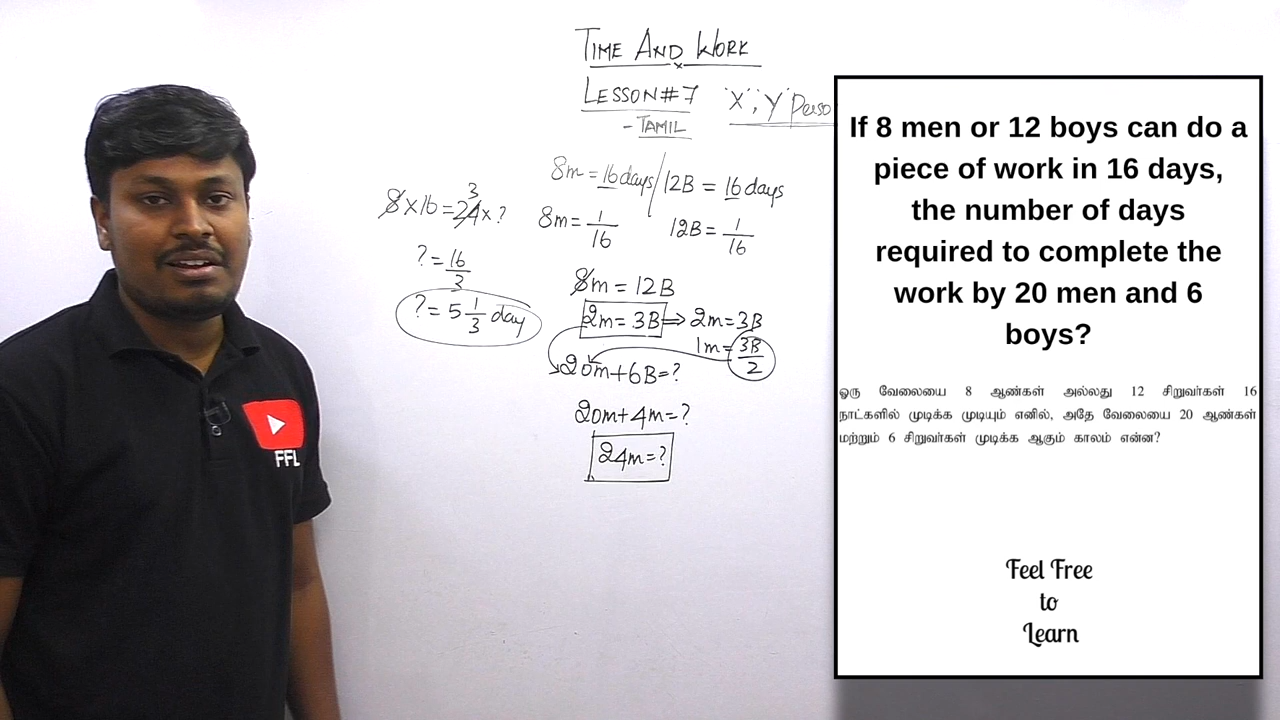 TIME AND WORK
LESSON#7
"X", "Y" Perso
- TAMIL
8m = 16 days / 12B = 16 days
8m = 1/16 12B = 1/16
8m = 12B
2m = 3B ⇒ 2m = 3B
1m = 3B/2
20m+6B=?
20m+4m=?
24m=?
8x16=24x? 3
?= 16/3
?= 5 1/3 day
FFL
If 8 men or 12 boys can do a
piece of work in 16 days,
the number of days
required to complete the
work by 20 men and 6
boys?
ஒரு வேலையை 8 ஆண்கள் அல்லது 12 சிறுவர்கள் 16
நாட்களில் முடிக்க முடியும் எனில், அதே வேலையை 20 ஆண்கள்
மற்றும் 6 சிறுவர்கள் முடிக்க ஆகும் காலம் என்ன?
Feel Free
to
Learn